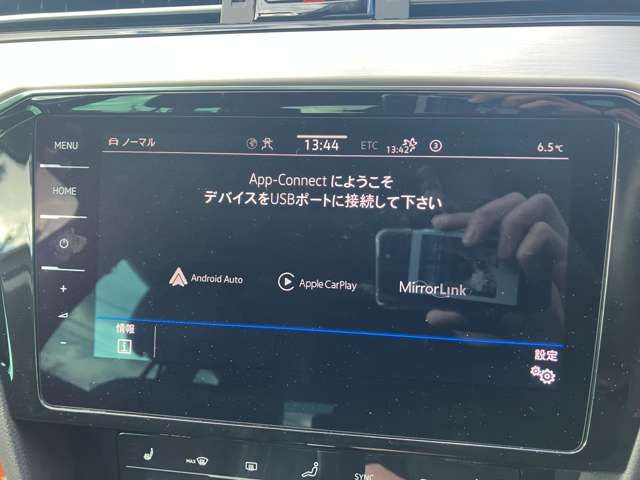 MENU
HOME
+
-
ノーマル
13:44
ETC
13:42
3
6.5℃
App-Connect にようこそ
デバイスをUSBポートに接続して下さい
Android Auto
Apple CarPlay
MirrorLink
情報
i
設定
MAX
SYNC